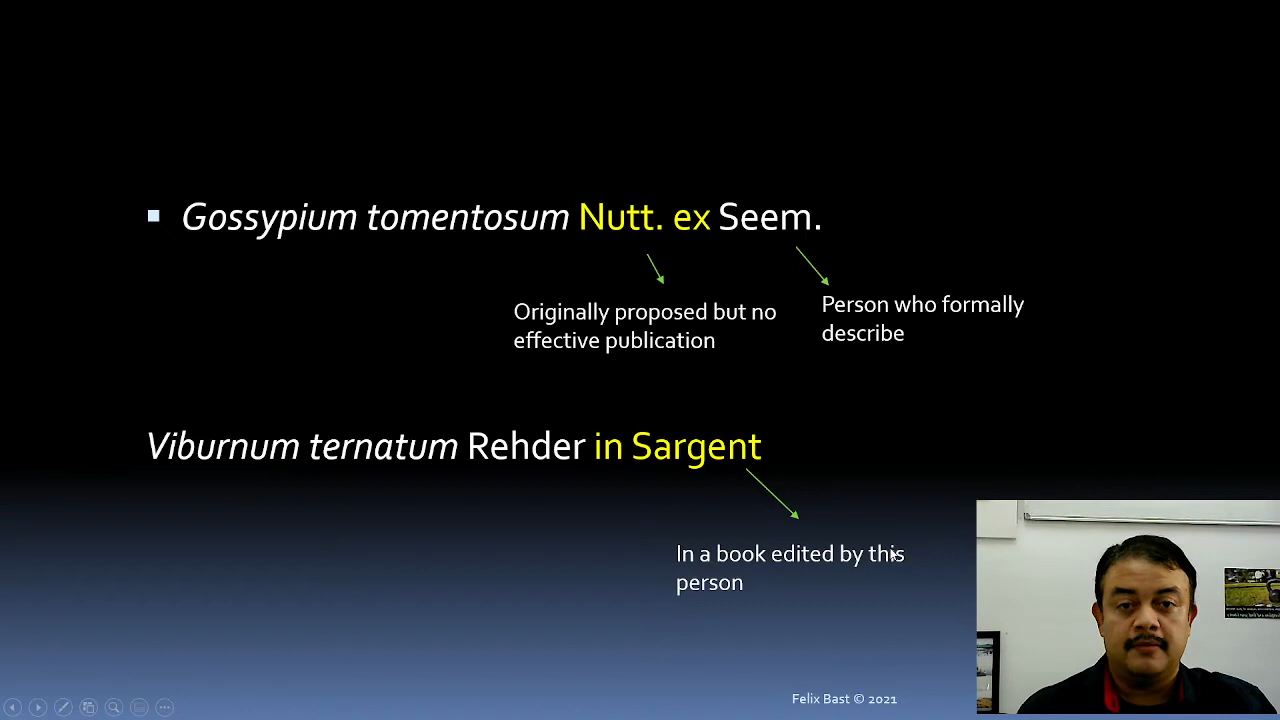 Gossypium tomentosum Nutt. ex Seem.
Originally proposed but no
effective publication
Person who formally
describe
Viburnum ternatum Rehder in Sargent
In a book edited by this
person
Felix Bast © 2021